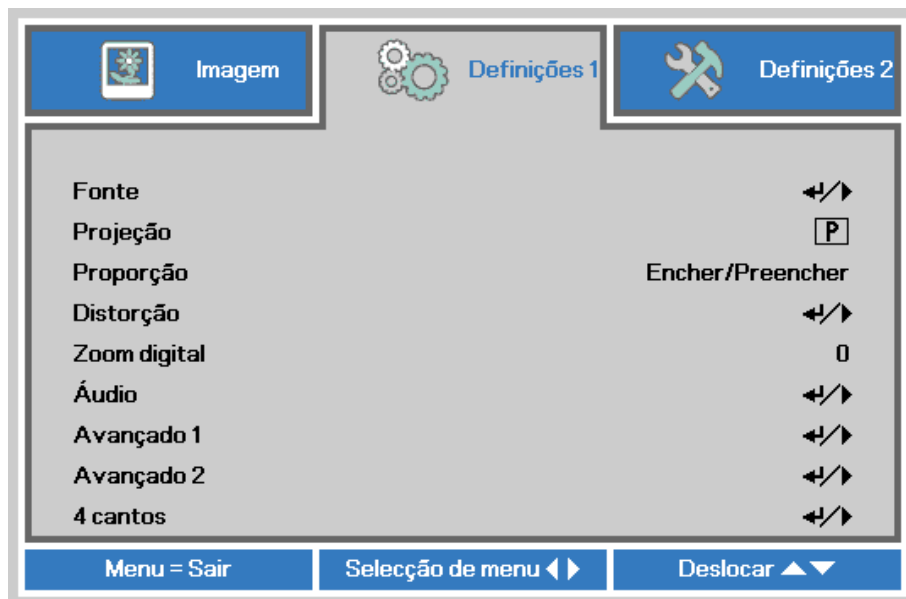 Imagem Definições 1 Definições 2
Fonte
Projeção P
Proporção Encher/Preencher
Distorção
Zoom digital 0
Áudio
Avançado 1
Avançado 2
4 cantos
Menu = Sair Selecção de menu Deslocar